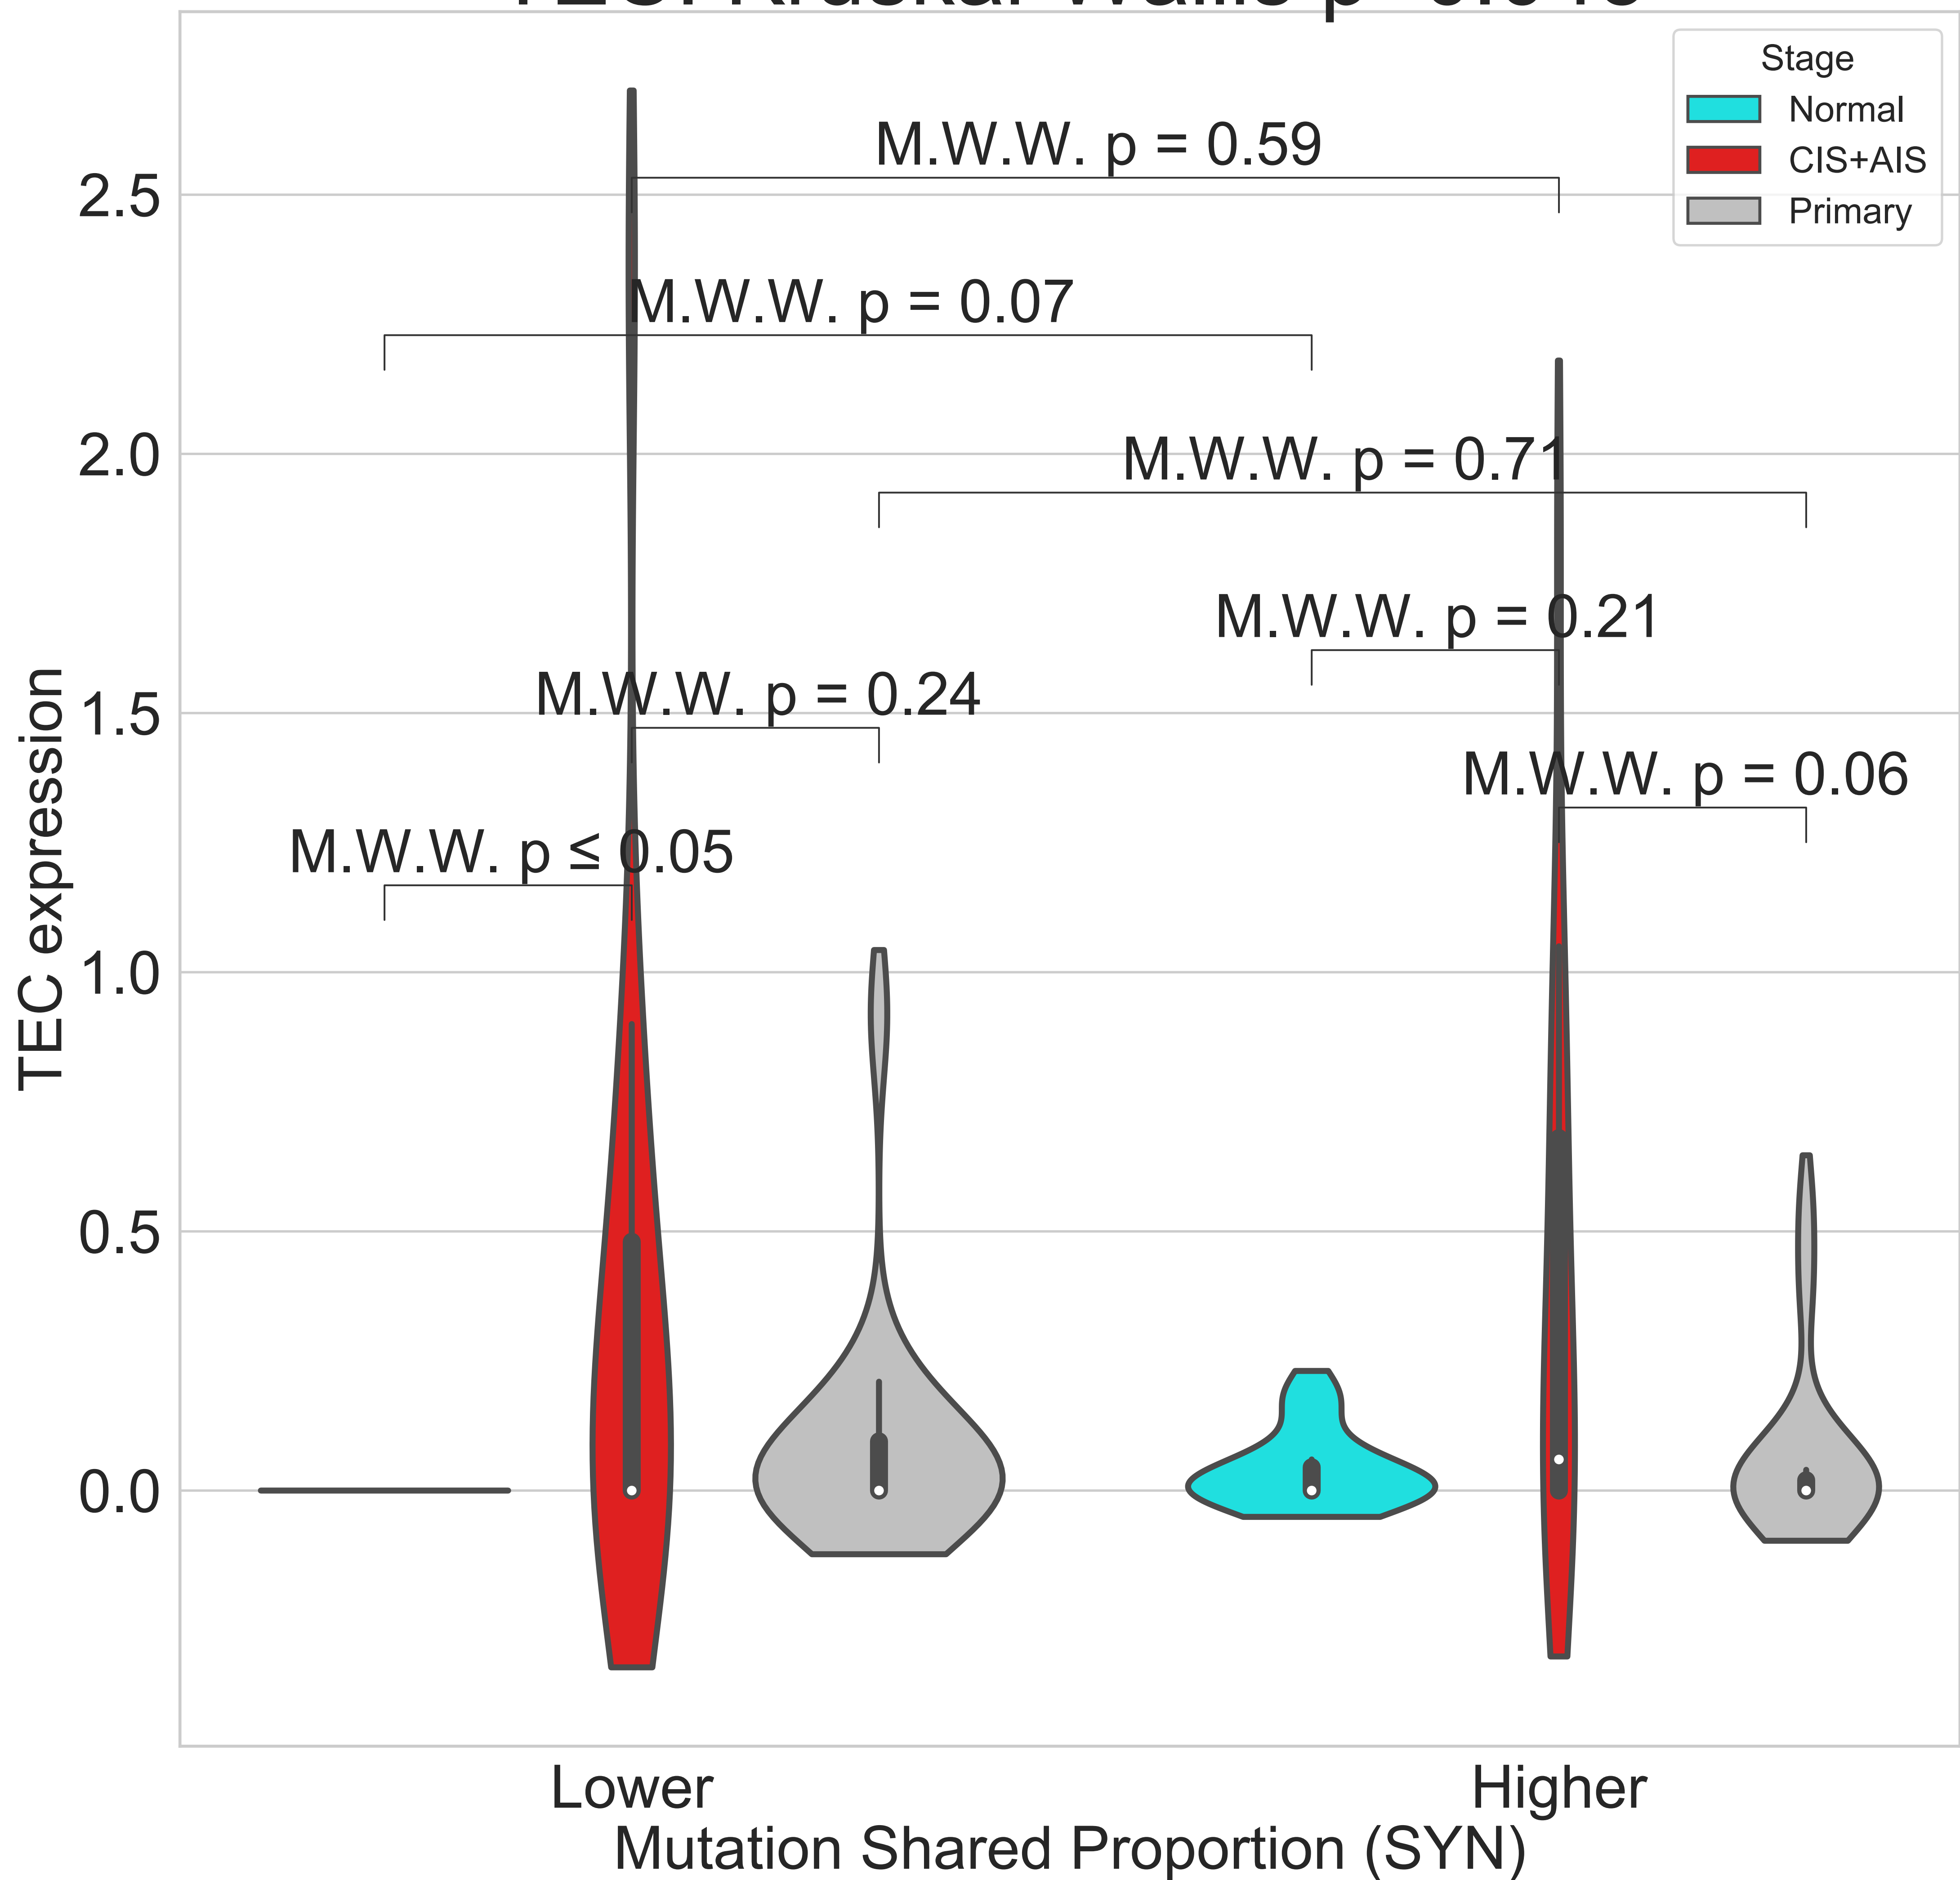 Stage
Normal
CIS+AIS
Primary
M.W.W. p = 0.59
M.W.W. p = 0.07
M.W.W. p = 0.71
M.W.W. p = 0.21
M.W.W. p = 0.24
M.W.W. p = 0.06
M.W.W. p ≤ 0.05
2.5
2.0
1.5
1.0
0.5
0.0
TEC expression
Lower
Higher
Mutation Shared Proportion (SYN)